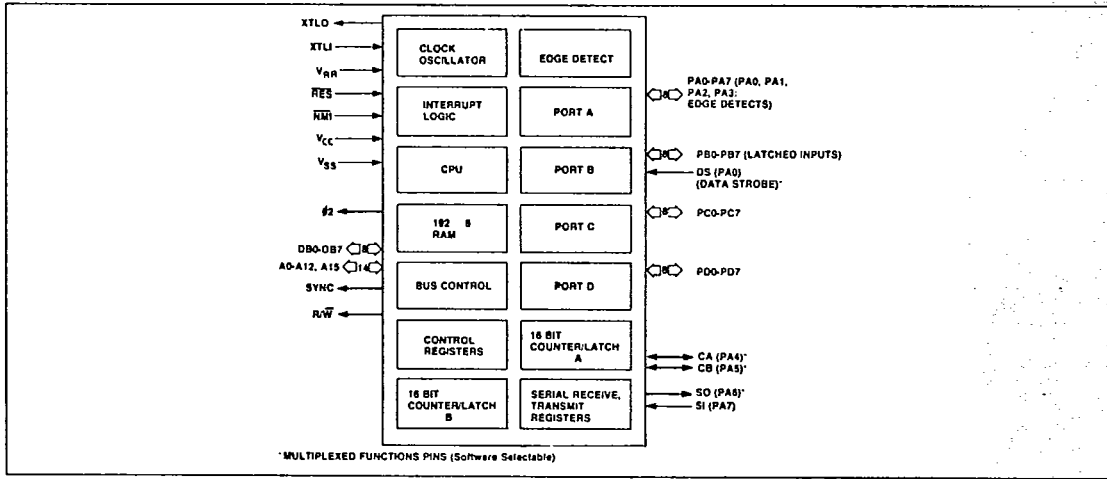 XTLO
XTLI
VRR
RES
NMI
VCC
VSS
ϕ2
DB0-DB7
8
A0-A12, A15
14
SYNC
R/W
CLOCK
OSCILLATOR
EDGE DETECT
INTERRUPT
LOGIC
PORT A
CPU
PORT B
192 8
RAM
PORT C
BUS CONTROL
PORT D
CONTROL
REGISTERS
16 BIT
COUNTER/LATCH
A
16 BIT
COUNTER/LATCH
B
SERIAL RECEIVE,
TRANSMIT
REGISTERS
8
PA0-PA7 (PA0, PA1,
PA2, PA3:
EDGE DETECTS)
8
PB0-PB7 (LATCHED INPUTS)
DS (PA0)
(DATA STROBE)*
8
PC0-PC7
8
PD0-PD7
CA (PA4)*
CB (PA5)*
SO (PA6)*
SI (PA7)
*MULTIPLEXED FUNCTIONS PINS (Software Selectable)